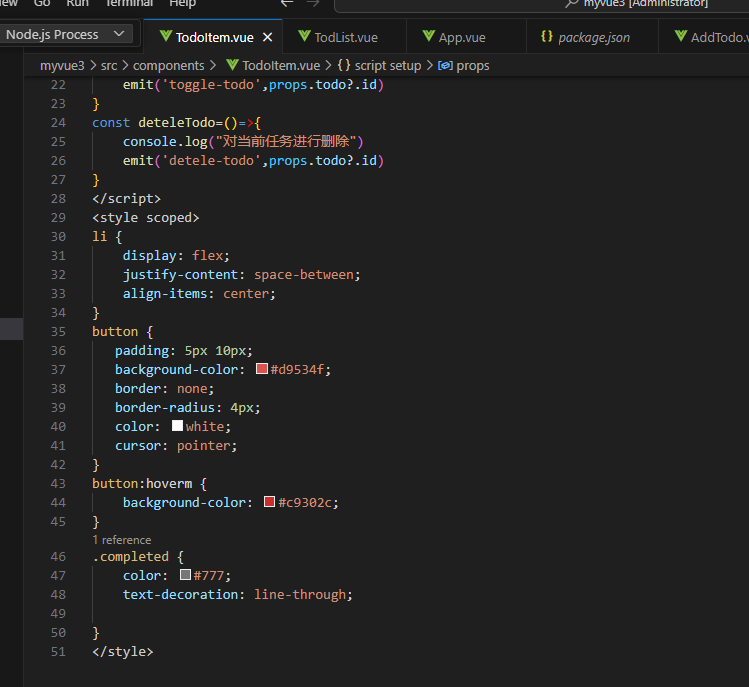 iew Go Run Terminal Help myvue3 [Administrator]
Node.js Process TodoItem.vue TodList.vue App.vue {} package.json AddTodo.v
myvue3 > src > components > TodoItem.vue > {} script setup > props
22 emit('toggle-todo',props.todo?.id)
23 }
24 const deteleTodo=()=>{
25 console.log("对当前任务进行删除")
26 emit('detele-todo',props.todo?.id)
27 }
28 </script>
29 <style scoped>
30 li {
31 display: flex;
32 justify-content: space-between;
33 align-items: center;
34 }
35 button {
36 padding: 5px 10px;
37 background-color: #d9534f;
38 border: none;
39 border-radius: 4px;
40 color: white;
41 cursor: pointer;
42 }
43 button:hoverm {
44 background-color: #c9302c;
45 }
1 reference
46 .completed {
47 color: #777;
48 text-decoration: line-through;
49
50 }
51 </style>